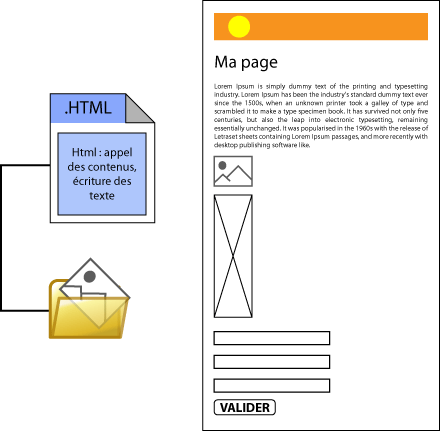 .HTML
Html : appel
des contenus,
écriture des
texte
Ma page
Lorem Ipsum is simply dummy text of the printing and typesetting
industry. Lorem Ipsum has been the industry's standard dummy text ever
since the 1500s, when an unknown printer took a galley of type and
scrambled it to make a type specimen book. It has survived not only five
centuries, but also the leap into electronic typesetting, remaining
essentially unchanged. It was popularised in the 1960s with the release of
Letraset sheets containing Lorem Ipsum passages, and more recently with
desktop publishing software like.
VALIDER